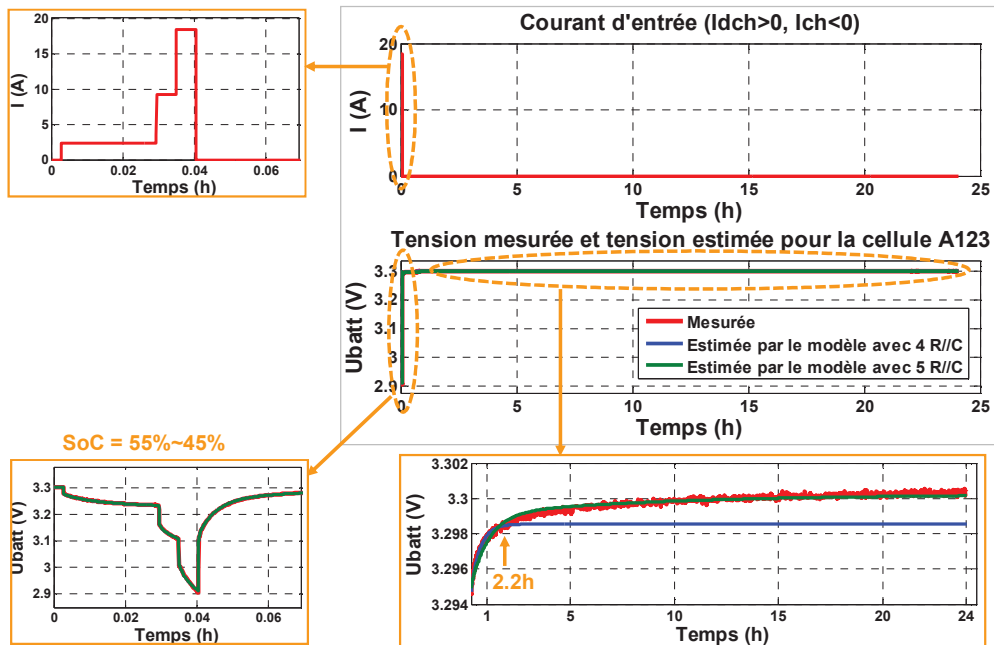 20
15
10
5
0
I (A)
0
0.02
0.04
0.06
Temps (h)
Courant d'entrée (Idch>0, Ich<0)
20
10
0
I (A)
0
5
10
15
20
25
Temps (h)
Tension mesurée et tension estimée pour la cellule A123
3.3
3.2
3.1
3
2.9
Ubatt (V)
Mesurée
Estimée par le modèle avec 4 R//C
Estimée par le modèle avec 5 R//C
0
5
10
15
20
25
Temps (h)
SoC = 55%~45%
3.3
3.2
3.1
3
2.9
Ubatt (V)
0
0.02
0.04
0.06
Temps (h)
3.302
3.3
3.298
3.296
3.294
Ubatt (V)
2.2h
1
5
10
15
20
24
Temps (h)